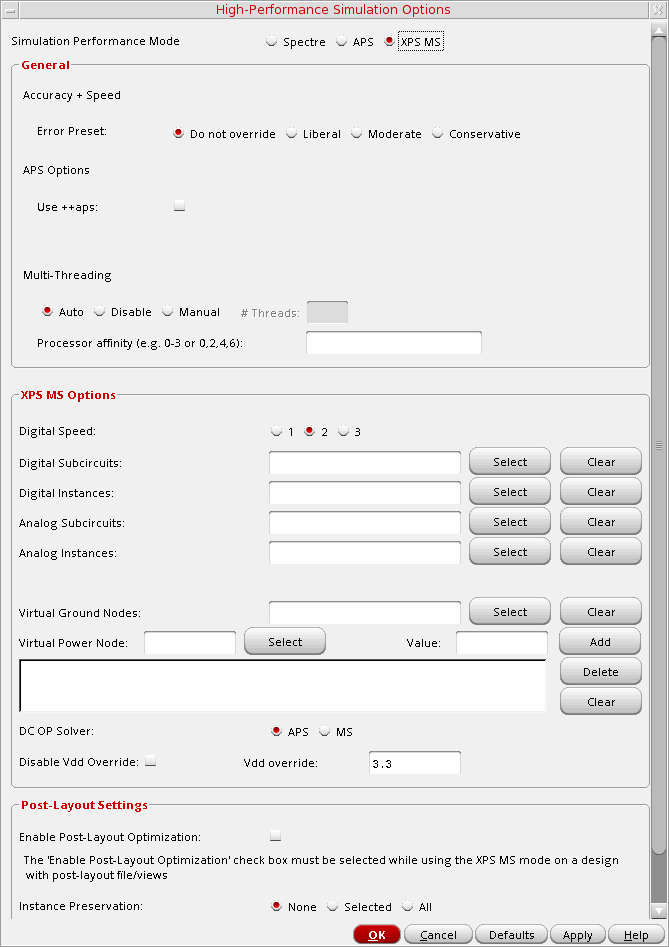 High-Performance Simulation Options
Simulation Performance Mode Spectre APS XPS MS
General
Accuracy + Speed
Error Preset: Do not override Liberal Moderate Conservative
APS Options
Use ++aps:
Multi-Threading
Auto Disable Manual # Threads:
Processor affinity (e.g. 0-3 or 0,2,4,6):
XPS MS Options
Digital Speed: 1 2 3
Digital Subcircuits: Select Clear
Digital Instances: Select Clear
Analog Subcircuits: Select Clear
Analog Instances: Select Clear
Virtual Ground Nodes: Select Clear
Virtual Power Node: Select Value: Add
Delete
Clear
DC OP Solver: APS MS
Disable Vdd Override: Vdd override: 3.3
Post-Layout Settings
Enable Post-Layout Optimization:
The 'Enable Post-Layout Optimization' check box must be selected while using the XPS MS mode on a design
with post-layout file/views
Instance Preservation: None Selected All
OK Cancel Defaults Apply Help